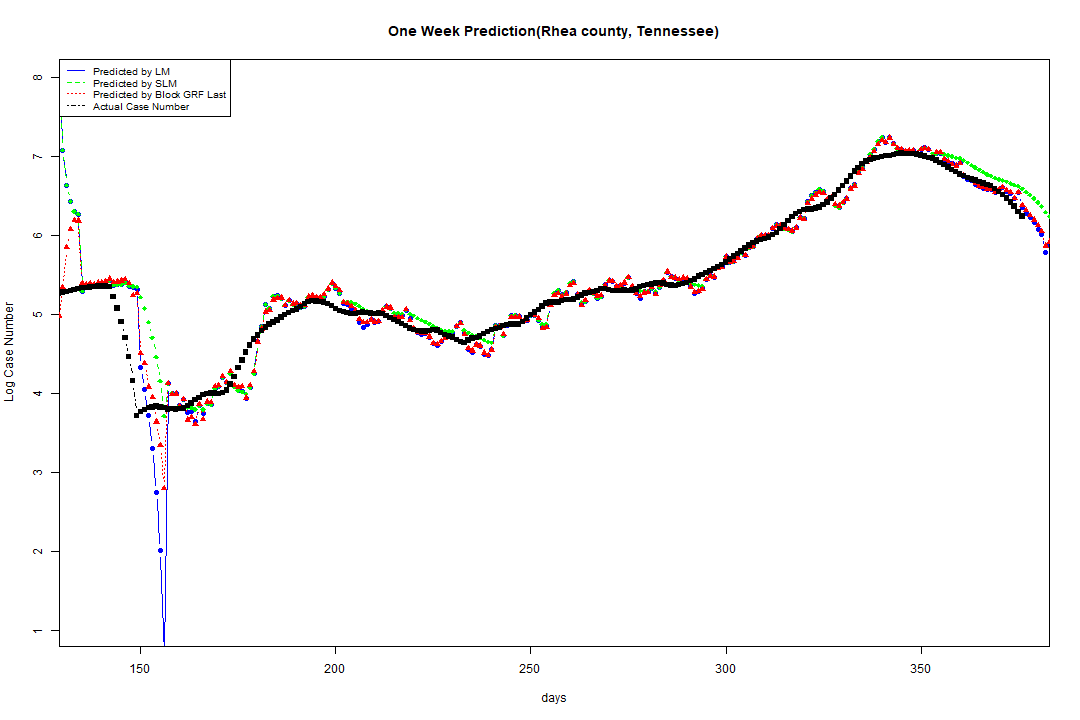 One Week Prediction(Rhea county, Tennessee)
Predicted by LM
Predicted by SLM
Predicted by Block GRF Last
Actual Case Number
8
7
6
5
4
3
2
1
Log Case Number
150 200 250 300 350
days